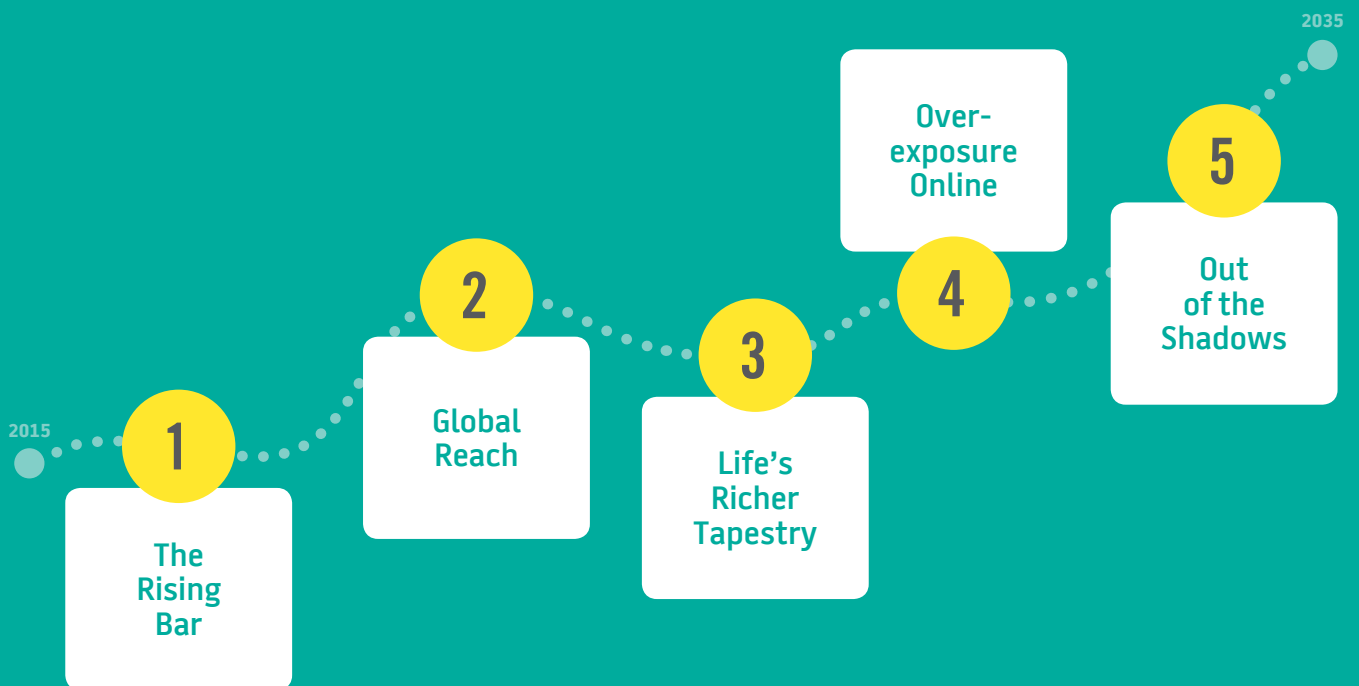 2015
1
The
Rising
Bar
2
Global
Reach
3
Life’s
Richer
Tapestry
Over-
exposure
Online
4
5
Out
of the
Shadows
2035